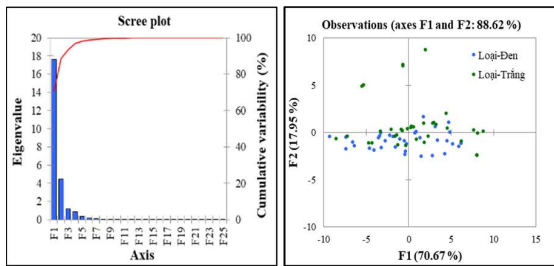 Scree plot
20
18
16
14
12
10
8
6
4
2
0
100
80
60
40
20
0
Eigenvalue
Cumulative variability (%)
F1
F3
F5
F7
F9
F11
F13
F15
F17
F19
F21
F23
F25
Axis
Observations (axes F1 and F2: 88.62 %)
Loại-Đen
Loại-Trắng
10
5
0
-5
-10
F2 (17.95 %)
-10
-5
0
5
10
F1 (70.67 %)